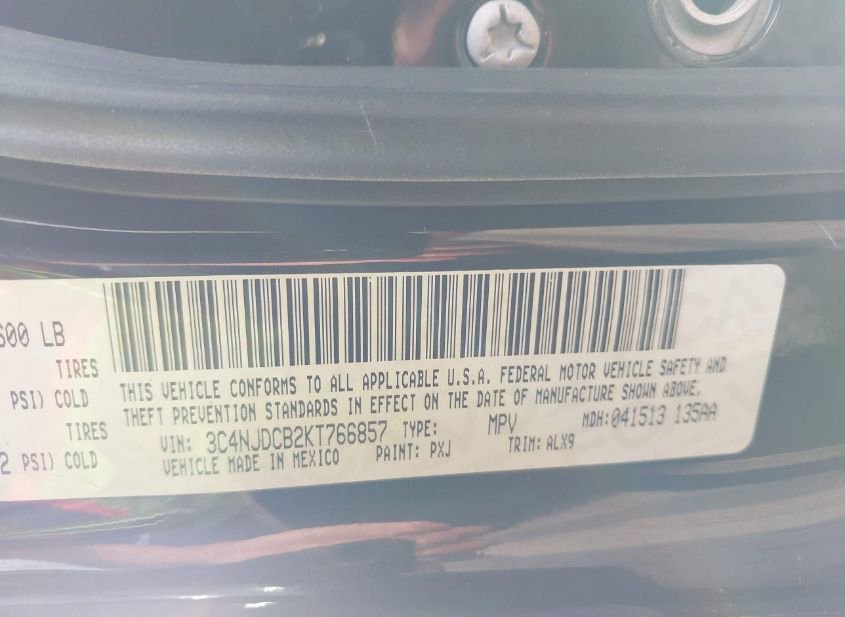 600 LB
TIRES
PSI) COLD
TIRES
2 PSI) COLD
THIS VEHICLE CONFORMS TO ALL APPLICABLE U.S.A. FEDERAL MOTOR VEHICLE SAFETY AND
THEFT PREVENTION STANDARDS IN EFFECT ON THE DATE OF MANUFACTURE SHOWN ABOVE.
VIN: 3C4NJDCB2KT766857 TYPE: MPV MDH:041513 135AA
VEHICLE MADE IN MEXICO PAINT: PXJ TRIM: ALX9